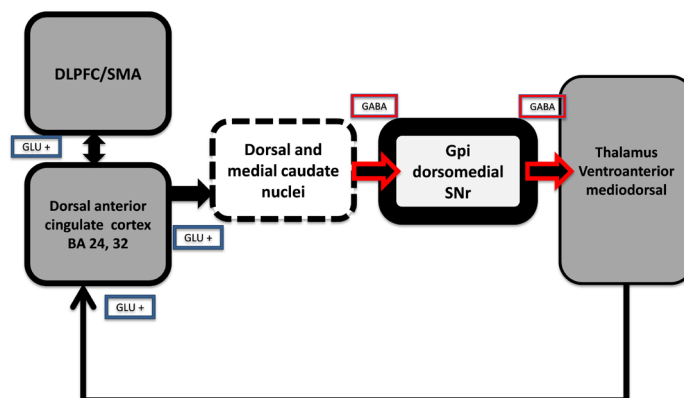 DLPFC/SMA
GLU +
Dorsal anterior
cingulate cortex
BA 24, 32
GLU +
GLU +
Dorsal and
medial caudate
nuclei
GABA
Gpi
dorsomedial
SNr
GABA
Thalamus
Ventroanterior
mediodorsal